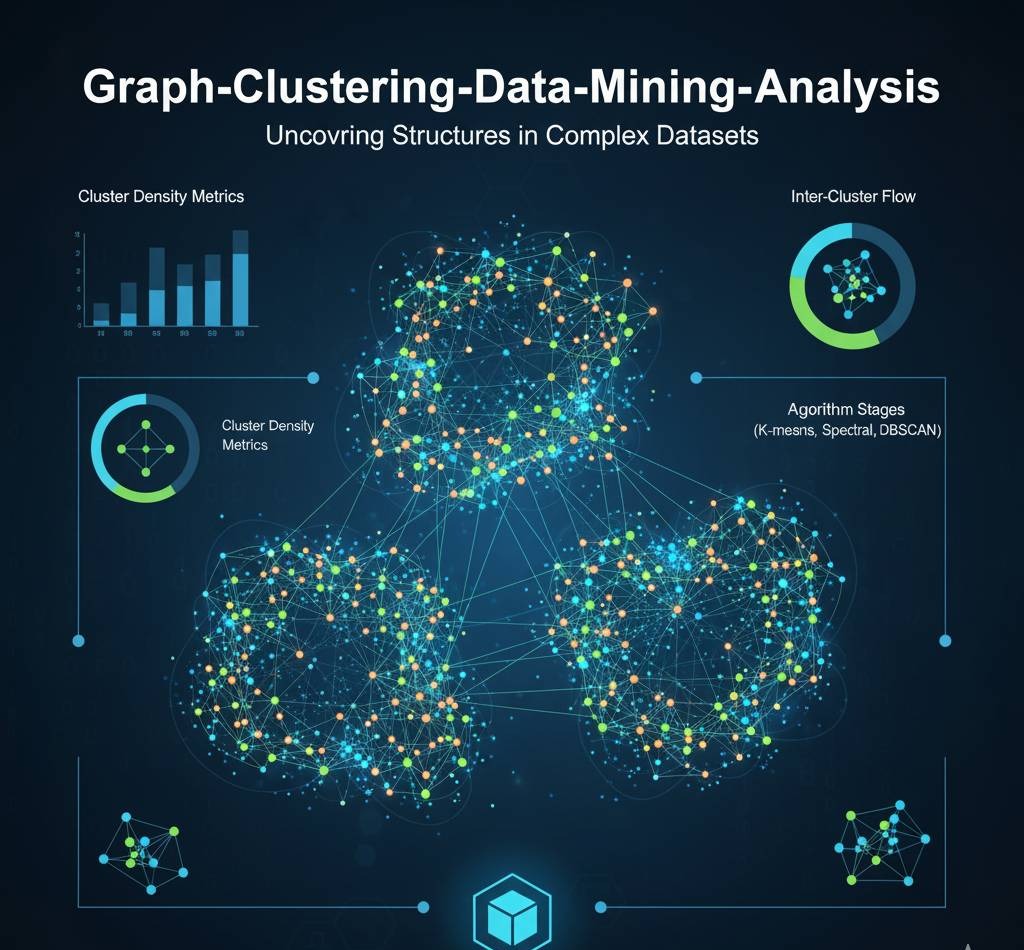 Graph-Clustering-Data-Mining-Analysis
Uncovring Structures in Complex Datasets
Cluster Density Metrics
Inter-Cluster Flow
Cluster Density
Metrics
Algorithm Stages
(K-mesns, Spectral, DBSCAN)